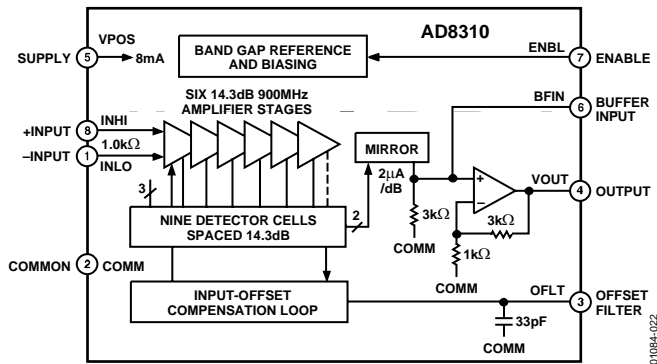 AD8310
SUPPLY
5
VPOS
8mA
BAND GAP REFERENCE
AND BIASING
ENBL
7
ENABLE
SIX 14.3dB 900MHz
AMPLIFIER STAGES
BFIN
6
BUFFER
INPUT
+INPUT
8
INHI
1.0kΩ
–INPUT
1
INLO
MIRROR
2μA
/dB
+
–
VOUT
4
OUTPUT
3
2
3kΩ
COMM
3kΩ
1kΩ
COMM
NINE DETECTOR CELLS
SPACED 14.3dB
COMMON
2
COMM
INPUT-OFFSET
COMPENSATION LOOP
OFLT
3
OFFSET
FILTER
33pF
COMM
01084-022